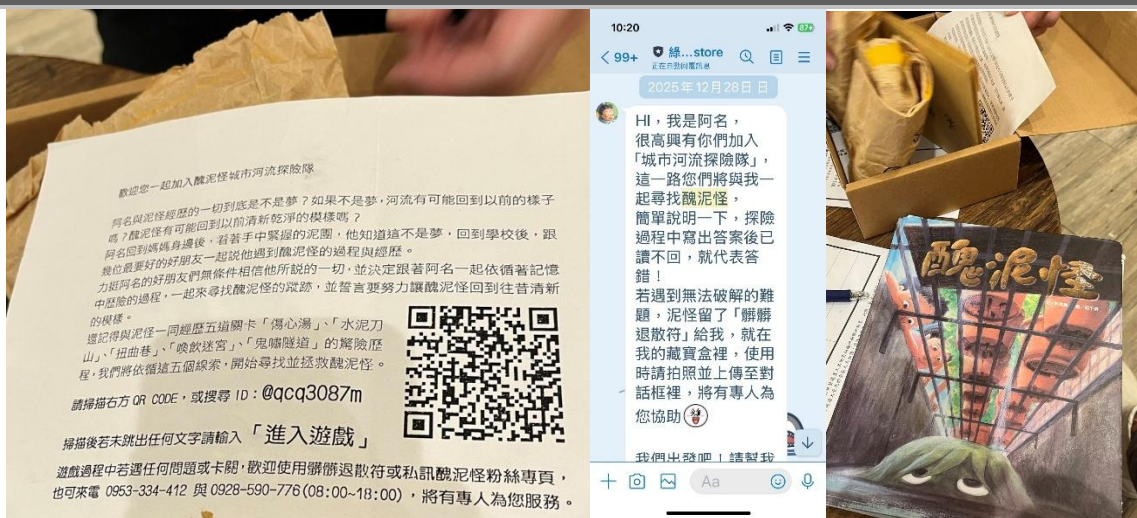 歡迎您一起加入醜泥怪城市河流探險隊
阿名與泥怪經歷的一切到底是不是夢？如果不是夢，河流有可能回到以前的樣子
嗎？醜泥怪有可能回到以前清新乾淨的模樣嗎？
阿名回到媽媽身邊後，看著手中緊握的泥團，他知道這不是夢，回到學校後，跟
幾位最要好的好朋友一起說他遇到醜泥怪的過程與經歷。
力挺阿名的好朋友們無條件相信他所說的一切，並決定跟著阿名一起依循著記憶
中歷險的過程，一起來尋找醜泥怪的蹤跡，並誓言要努力讓醜泥怪回到往昔清新
的模樣。
還記得與泥怪一同經歷五道關卡「傷心湯」、「水泥刀
山」、「扭曲巷」、「喚飲迷宮」、「鬼嘯隧道」的驚險歷
程，我們將依循這五個線索，開始尋找並拯救醜泥怪。
請掃描右方 QR CODE，或搜尋 ID：@qcq3087m
掃描後若未跳出任何文字請輸入「進入遊戲」
遊戲過程中若遇任何問題或卡關，歡迎使用髒髒退散符或私訊醜泥怪粉絲專頁，
也可來電 0953-334-412 與 0928-590-776(08:00~18:00)，將有專人為您服務。
10:20
87
99+
綠...store
正在自動回覆訊息
2025年12月28日 日
HI，我是阿名，
很高興有你們加入
「城市河流探險隊」，
這一路您們將與我一
起尋找醜泥怪，
簡單說明一下，探險
過程中寫出答案後已
讀不回，就代表答
錯！
若遇到無法破解的難
題，泥怪留了「髒髒
退散符」給我，就在
我的藏寶盒裡，使用
時請拍照並上傳至對
話框裡，將有專人為
您協助
我們出發吧！請幫我
Aa
醜泥怪